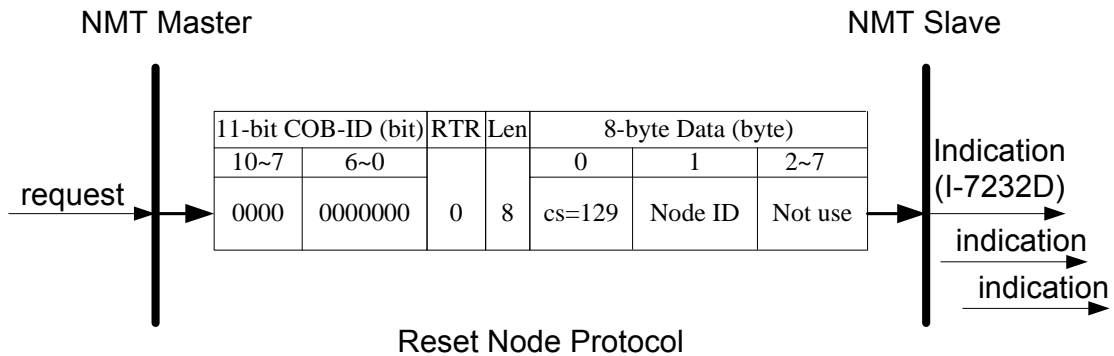 NMT Master
NMT Slave
11-bit COB-ID (bit) RTR Len 8-byte Data (byte)
10~7 6~0 0 1 2~7
0000 0000000 0 8 cs=129 Node ID Not use
request
Indication
(I-7232D)
indication
indication
Reset Node Protocol